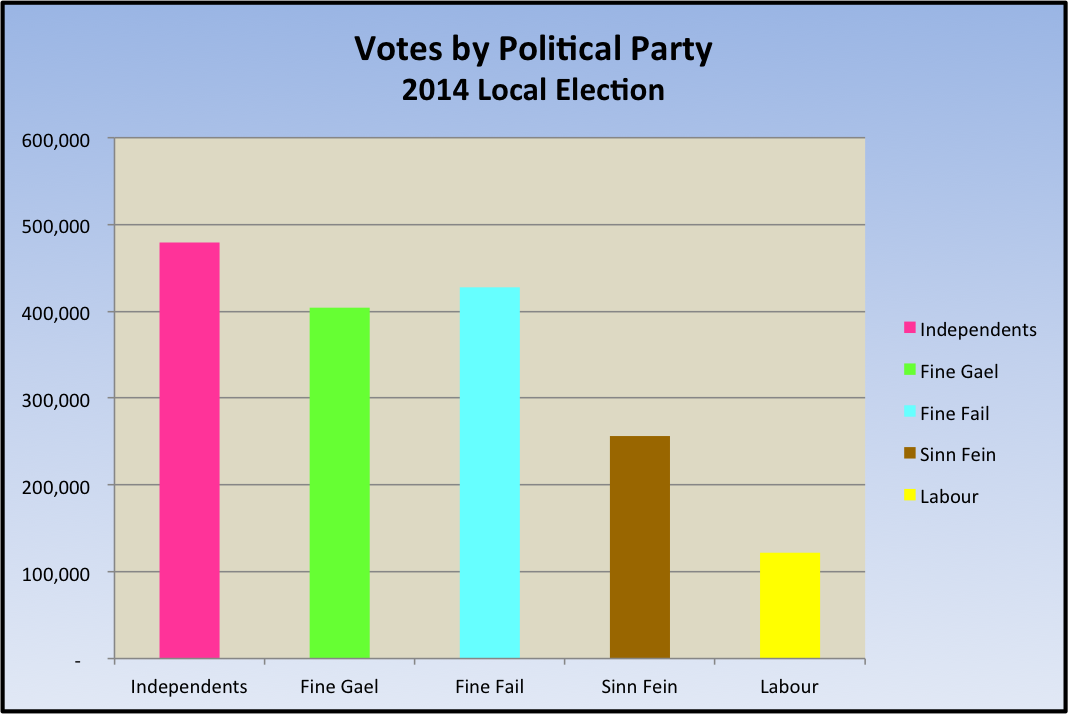 Votes by Political Party
2014 Local Election
600,000
500,000
400,000
300,000
200,000
100,000
-
Independents
Fine Gael
Fine Fail
Sinn Fein
Labour
Independents
Fine Gael
Fine Fail
Sinn Fein
Labour